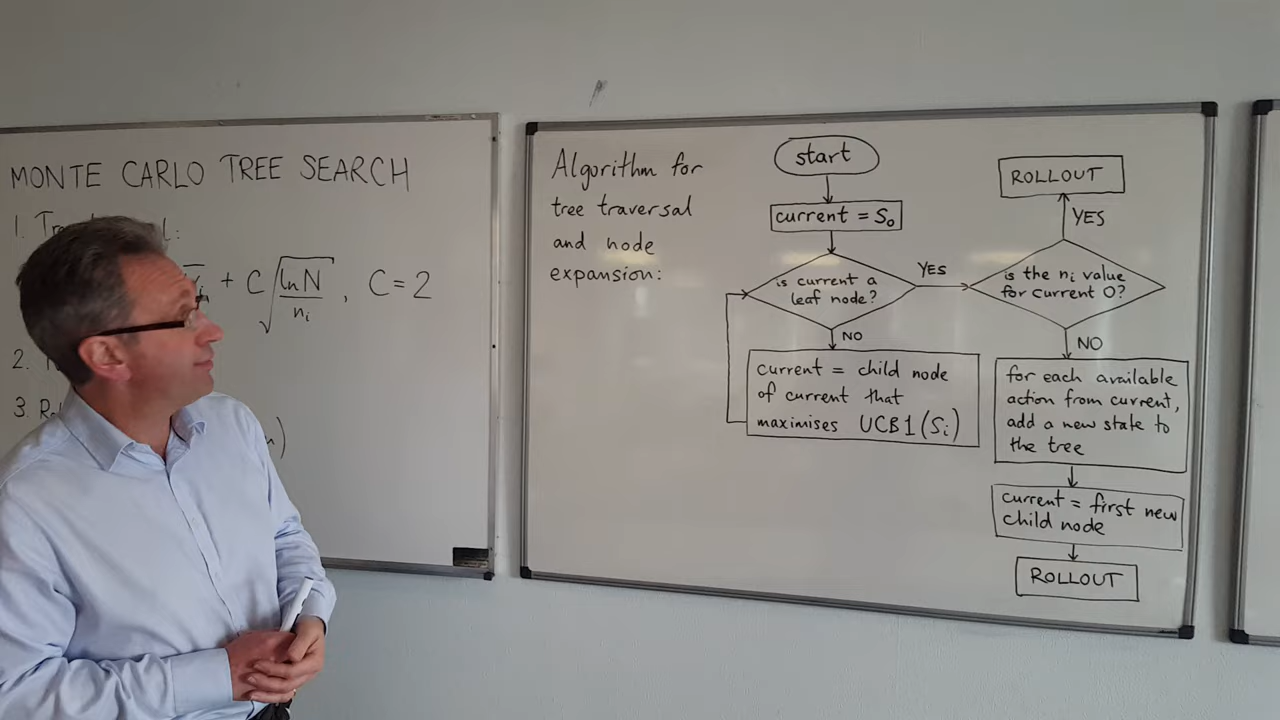 MONTE CARLO TREE SEARCH
1.
+ C√(ln N / nᵢ), C = 2
2.
3.
Algorithm for
tree traversal
and node
expansion:
start
current = S₀
is current a
leaf node?
YES
NO
current = child node
of current that
maximises UCB1(Sᵢ)
is the nᵢ value
for current 0?
YES
ROLLOUT
NO
for each available
action from current,
add a new state to
the tree
current = first new
child node
ROLLOUT